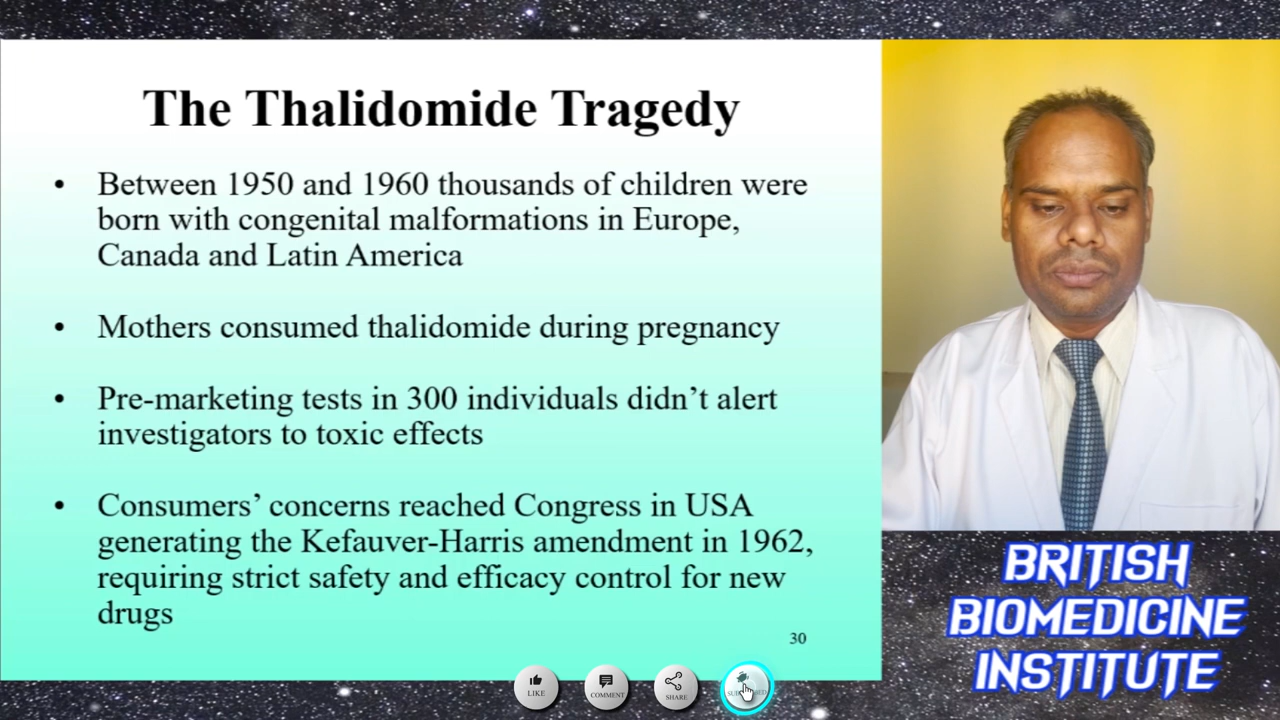 The Thalidomide Tragedy
• Between 1950 and 1960 thousands of children were
born with congenital malformations in Europe,
Canada and Latin America
• Mothers consumed thalidomide during pregnancy
• Pre-marketing tests in 300 individuals didn’t alert
investigators to toxic effects
• Consumers’ concerns reached Congress in USA
generating the Kefauver-Harris amendment in 1962,
requiring strict safety and efficacy control for new
drugs
30
BRITISH
BIOMEDICINE
INSTITUTE
LIKE
COMMENT
SHARE